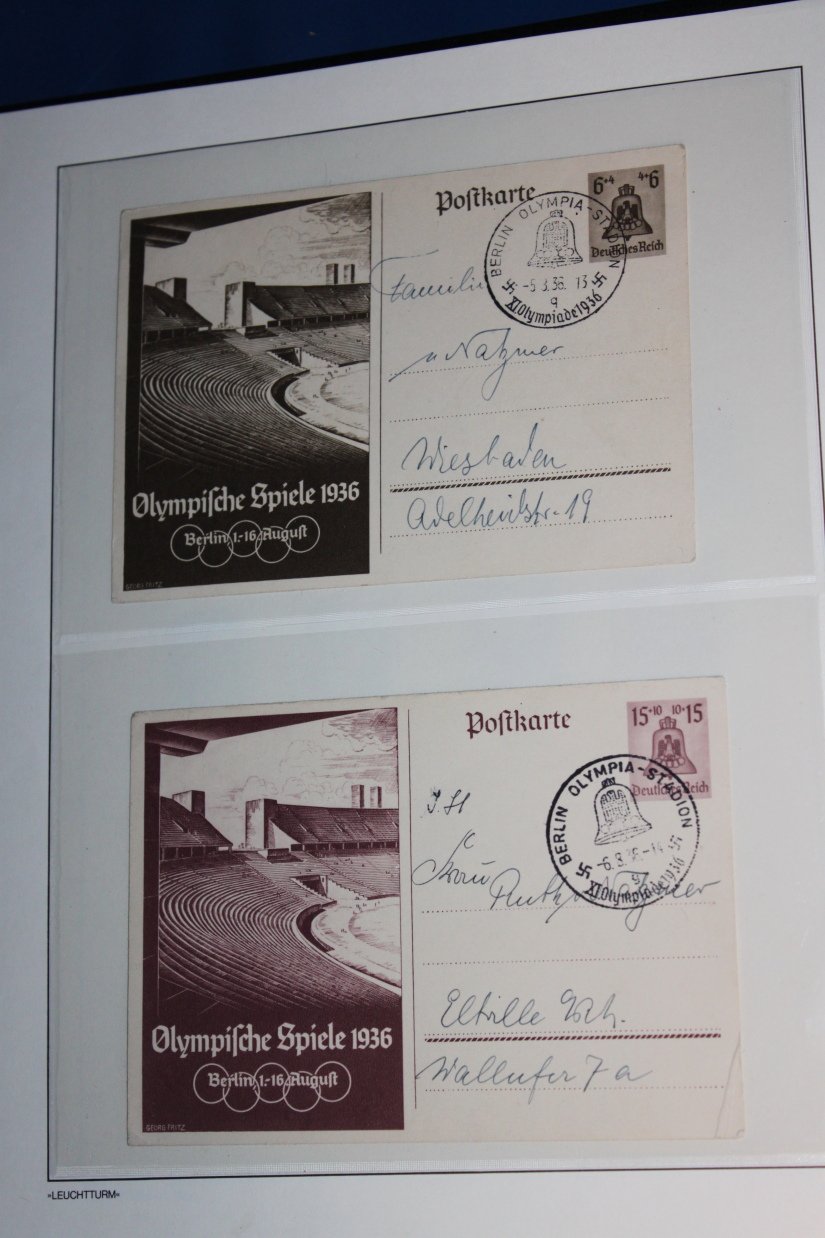 Postkarte
6+4 4+6
Deutsches Reich
BERLIN OLYMPIA-STADION
-5.8.36. 13
g
XI. Olympiade 1936
Familie
v Natzmer
Wiesbaden
Adelheidstr. 19
Olympische Spiele 1936
Berlin 1.-16. August
GEORG FRITZ
Postkarte
15+10 10+15
Deutsches Reich
BERLIN OLYMPIA-STADION
-6.8.36.-14
XI. Olympiade 1936
Frau
Natzmer
Eltville
Wallufer 7a
Olympische Spiele 1936
Berlin 1.-16. August
GEORG FRITZ
»LEUCHTTURM«